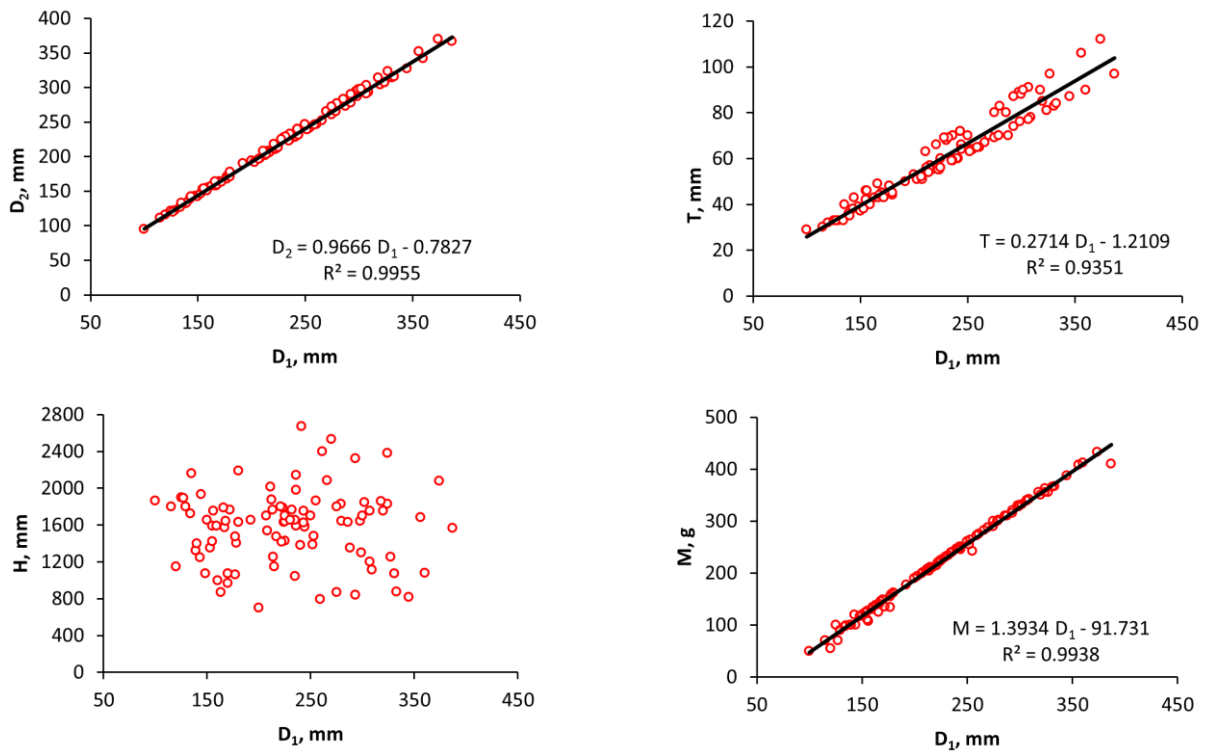 400
350
300
250
200
150
100
50
0
D₂, mm
D₂ = 0.9666 D₁ - 0.7827
R² = 0.9955
50 150 250 350 450
D₁, mm
120
100
80
60
40
20
0
T, mm
T = 0.2714 D₁ - 1.2109
R² = 0.9351
50 150 250 350 450
D₁, mm
2800
2400
2000
1600
1200
800
400
0
H, mm
50 150 250 350 450
D₁, mm
500
400
300
200
100
0
M, g
M = 1.3934 D₁ - 91.731
R² = 0.9938
50 150 250 350 450
D₁, mm